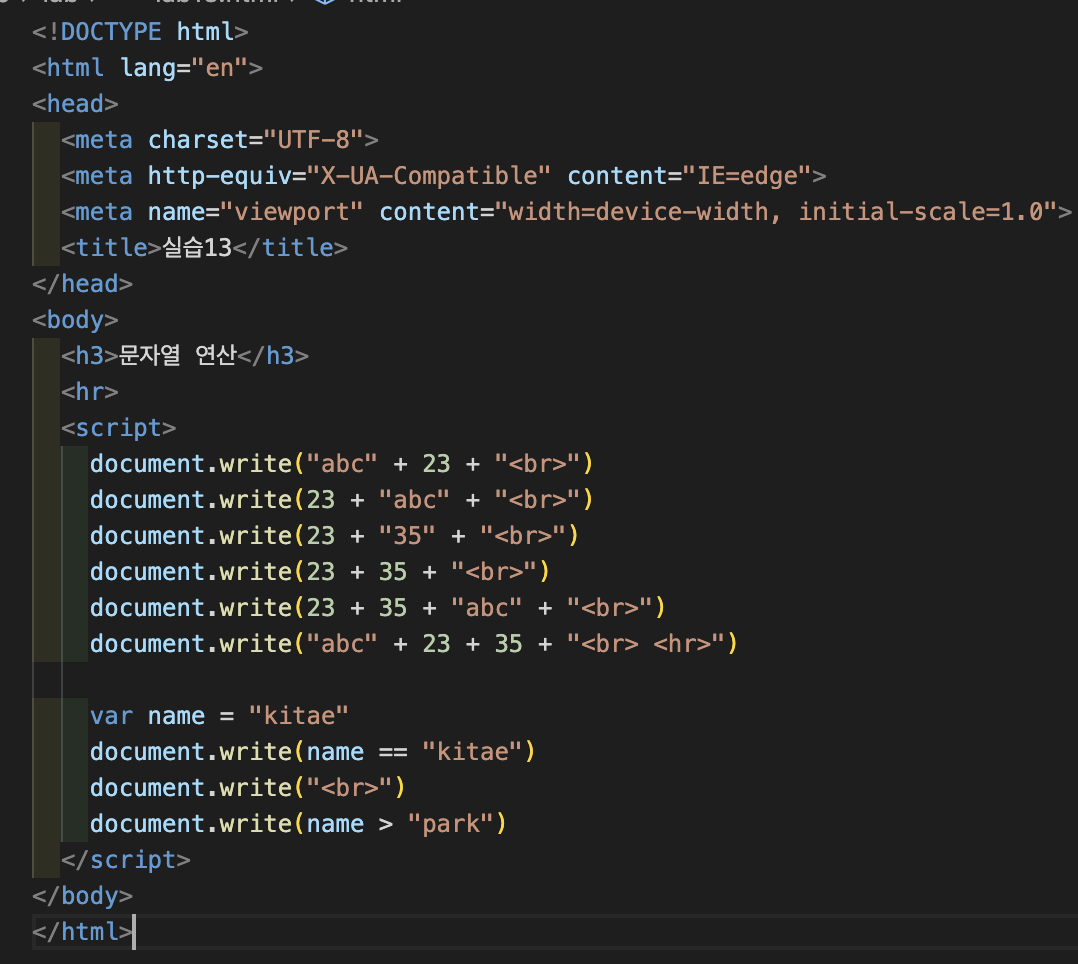 <!DOCTYPE html>
<html lang="en">
<head>
<meta charset="UTF-8">
<meta http-equiv="X-UA-Compatible" content="IE=edge">
<meta name="viewport" content="width=device-width, initial-scale=1.0">
<title>실습13</title>
</head>
<body>
<h3>문자열 연산</h3>
<hr>
<script>
document.write("abc" + 23 + "<br>")
document.write(23 + "abc" + "<br>")
document.write(23 + "35" + "<br>")
document.write(23 + 35 + "<br>")
document.write(23 + 35 + "abc" + "<br>")
document.write("abc" + 23 + 35 + "<br> <hr>")
var name = "kitae"
document.write(name == "kitae")
document.write("<br>")
document.write(name > "park")
</script>
</body>
</html>